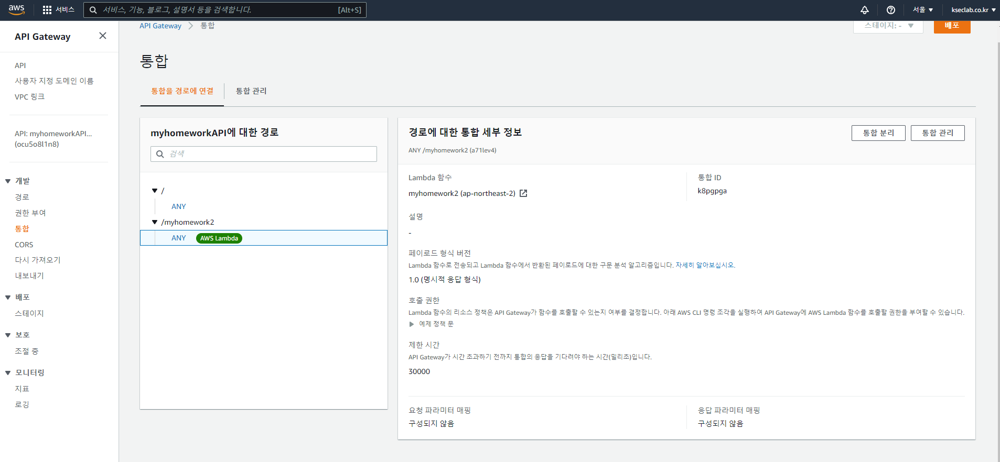 aws
서비스
서비스, 기능, 블로그, 설명서 등을 검색합니다.
[Alt+S]
서울
kseclab.co.kr
API Gateway
API
사용자 지정 도메인 이름
VPC 링크
API: myhomeworkAPI...
(ocu5o8l1n8)
개발
경로
권한 부여
통합
CORS
다시 가져오기
내보내기
배포
스테이지
보호
조절 중
모니터링
지표
로깅
API Gateway
통합
스테이지: -
배포
통합
통합을 경로에 연결
통합 관리
myhomeworkAPI에 대한 경로
검색
/
ANY
/myhomework2
ANY AWS Lambda
경로에 대한 통합 세부 정보
통합 분리
통합 관리
ANY /myhomework2 (a71lev4)
Lambda 함수
myhomework2 (ap-northeast-2)
통합 ID
k8pgpga
설명
-
페이로드 형식 버전
Lambda 함수로 전송되고 Lambda 함수에서 반환된 페이로드에 대한 구문 분석 알고리즘입니다. 자세히 알아보십시오.
1.0 (명시적 응답 형식)
호출 권한
Lambda 함수의 리소스 정책은 API Gateway가 함수를 호출할 수 있는지 여부를 결정합니다. 아래 AWS CLI 명령 조각을 실행하여 API Gateway에 AWS Lambda 함수를 호출할 권한을 부여할 수 있습니다.
예제 정책 문
제한 시간
API Gateway가 시간 초과하기 전까지 통합의 응답을 기다려야 하는 시간(밀리초)입니다.
30000
요청 파라미터 매핑
구성되지 않음
응답 파라미터 매핑
구성되지 않음